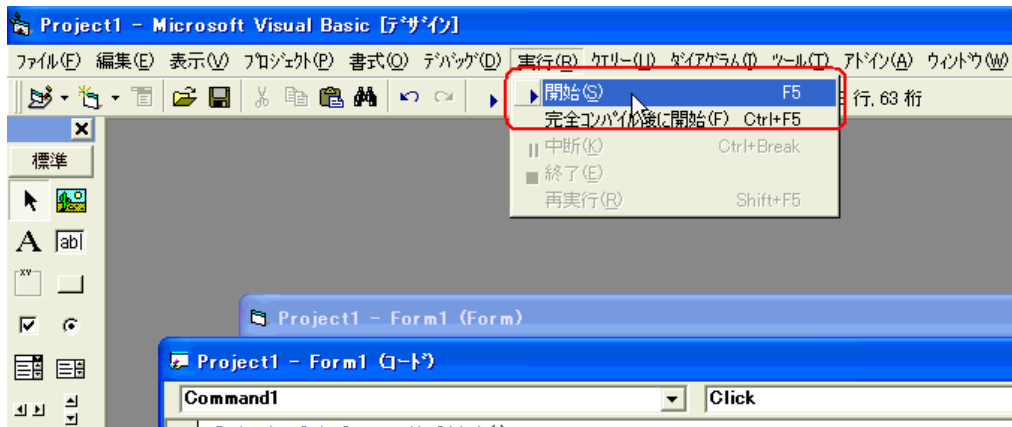 Project1 - Microsoft Visual Basic [ﾃﾞｻﾞｲﾝ]
ﾌｧｲﾙ(F) 編集(E) 表示(V) ﾌﾟﾛｼﾞｪｸﾄ(P) 書式(O) ﾃﾞﾊﾞｯｸﾞ(D) 実行(R) ｸｴﾘｰ(U) ﾀﾞｲｱｸﾞﾗﾑ(I) ﾂｰﾙ(T) ｱﾄﾞｲﾝ(A) ｳｨﾝﾄﾞｳ(W)
開始(S) F5
行, 63 桁
完全ｺﾝﾊﾟｲﾙ後に開始(F) Ctrl+F5
中断(K) Ctrl+Break
標準
終了(E)
再実行(R) Shift+F5
A ab|
XY
Project1 - Form1 (Form)
Project1 - Form1 (ｺｰﾄﾞ)
Command1 Click